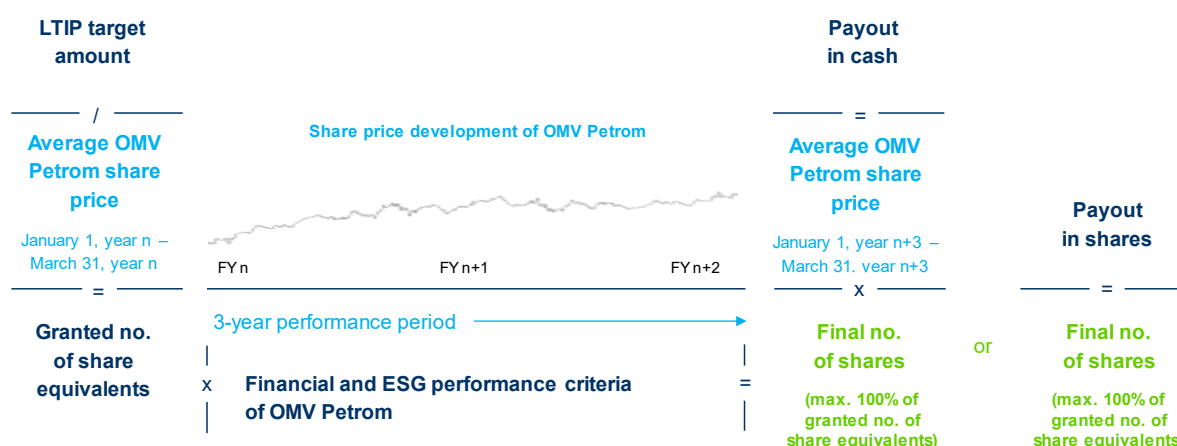 LTIP target
amount
/
Average OMV
Petrom share
price
January 1, year n –
March 31, year n
=
Granted no.
of share
equivalents
Share price development of OMV Petrom
FY n
FY n+1
FY n+2
3-year performance period
x
Financial and ESG performance criteria
of OMV Petrom
=
Payout
in cash
=
Average OMV
Petrom share
price
January 1, year n+3 –
March 31. year n+3
x
Final no.
of shares
(max. 100% of
granted no. of
share equivalents)
or
Payout
in shares
=
Final no.
of shares
(max. 100% of
granted no. of
share equivalents